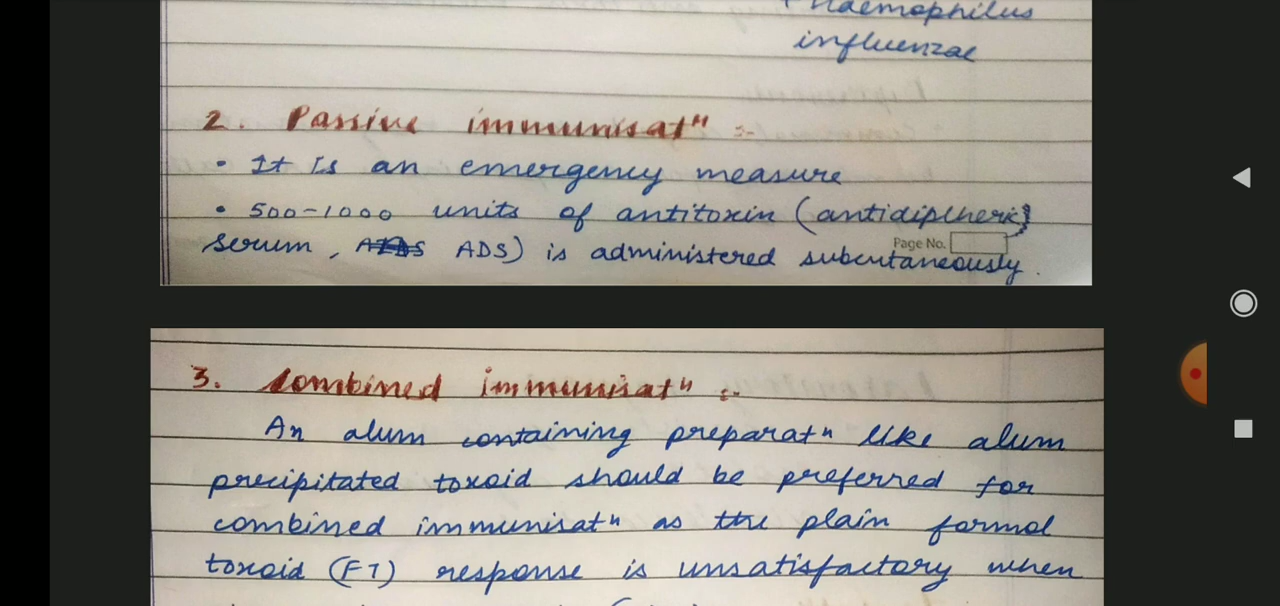 Haemophilus
influenzae
2. Passive immunisatⁿ :-
• It is an emergency measure
• 500-1000 units of antitoxin (antidiptheric
Page No.
serum, ADS) is administered subcutaneously.
3. Combined immunisatⁿ :-
An alum containing preparatⁿ like alum
precipitated toxoid should be preferred for
combined immunisatⁿ as the plain formol
toxoid (FT) response is unsatisfactory when